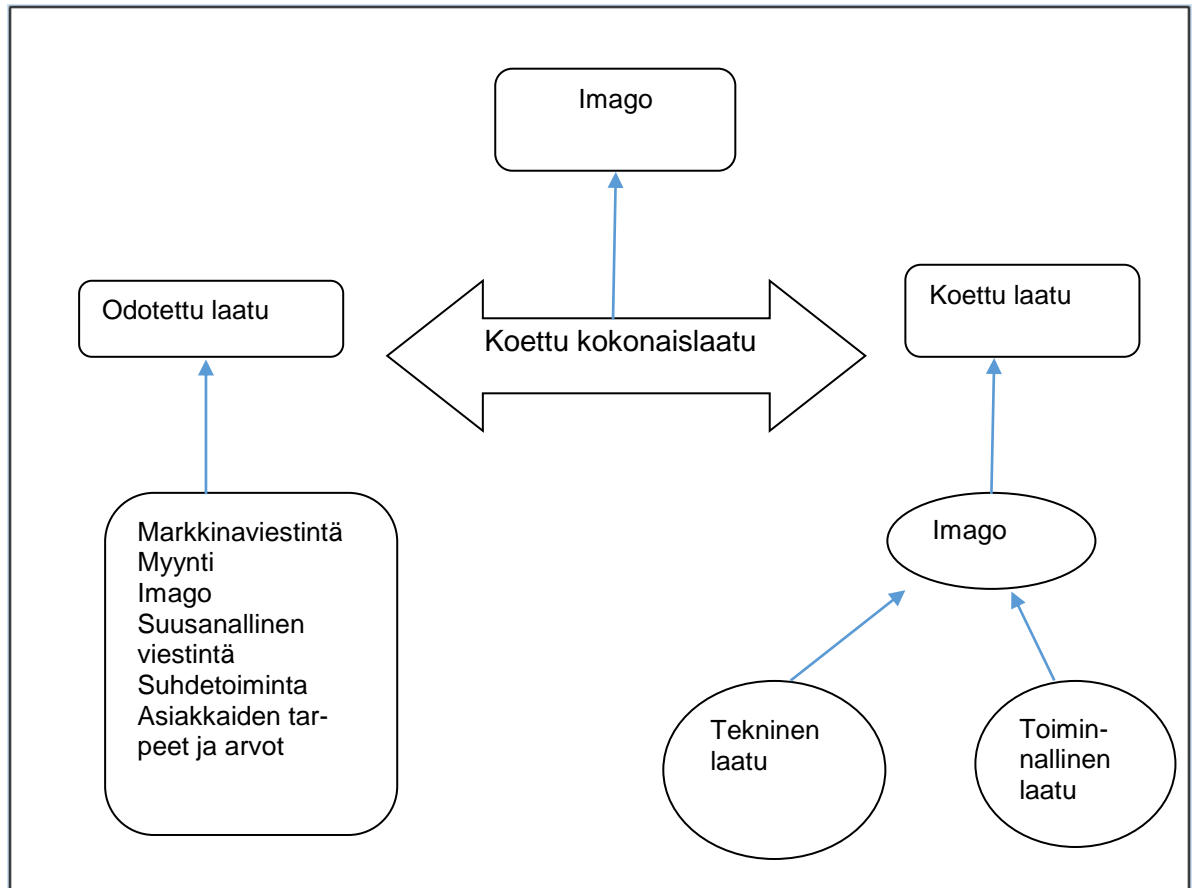 Imago
Odotettu laatu
Koettu kokonaislaatu
Koettu laatu
Markkinaviestintä
Myynti
Imago
Suusanallinen
viestintä
Suhdetoiminta
Asiakkaiden tar-
peet ja arvot
Imago
Tekninen
laatu
Toimin-
nallinen
laatu